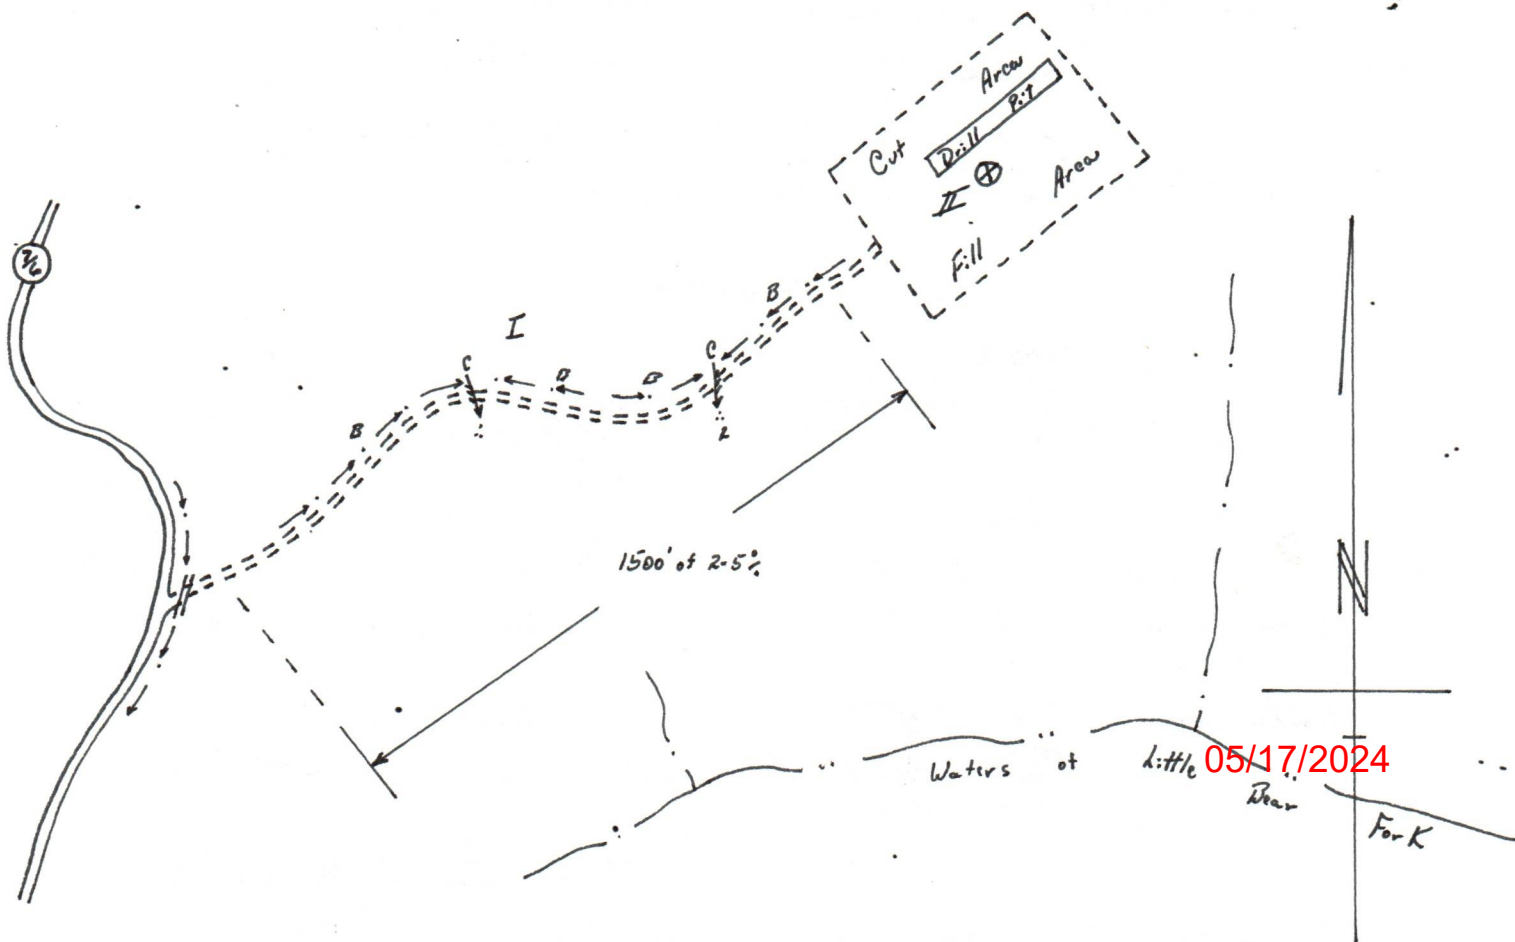 Area
Drill Pit
Cut
II
Area
Fill
B
I
C
C
B
B
B
2
1500' of 2-5%
N
Waters of Little
05/17/2024
Bear
Fork